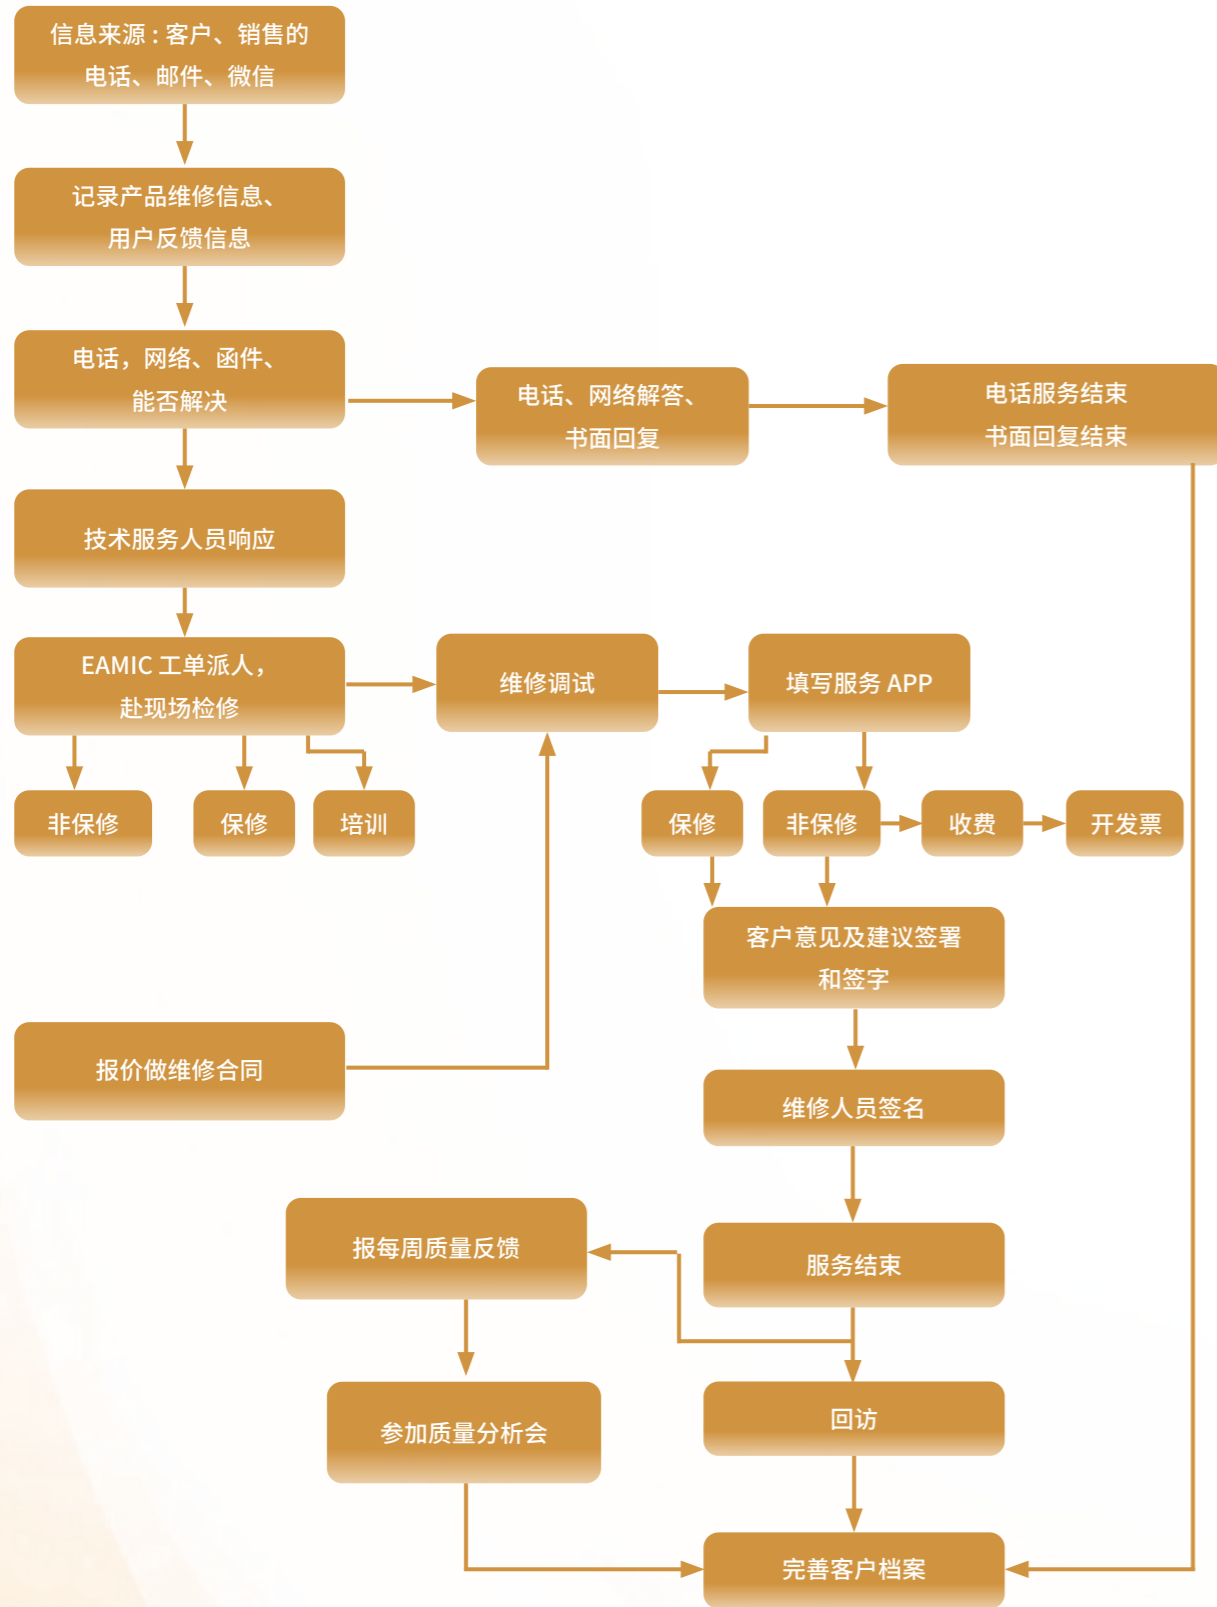 信息来源 : 客户、销售的
电话、邮件、微信
记录产品维修信息、
用户反馈信息
电话，网络、函件、
能否解决
电话、网络解答、
书面回复
电话服务结束
书面回复结束
技术服务人员响应
EAMIC 工单派人，
赴现场检修
维修调试
填写服务 APP
非保修
保修
培训
保修
非保修
收费
开发票
客户意见及建议签署
和签字
报价做维修合同
维修人员签名
报每周质量反馈
服务结束
参加质量分析会
回访
完善客户档案